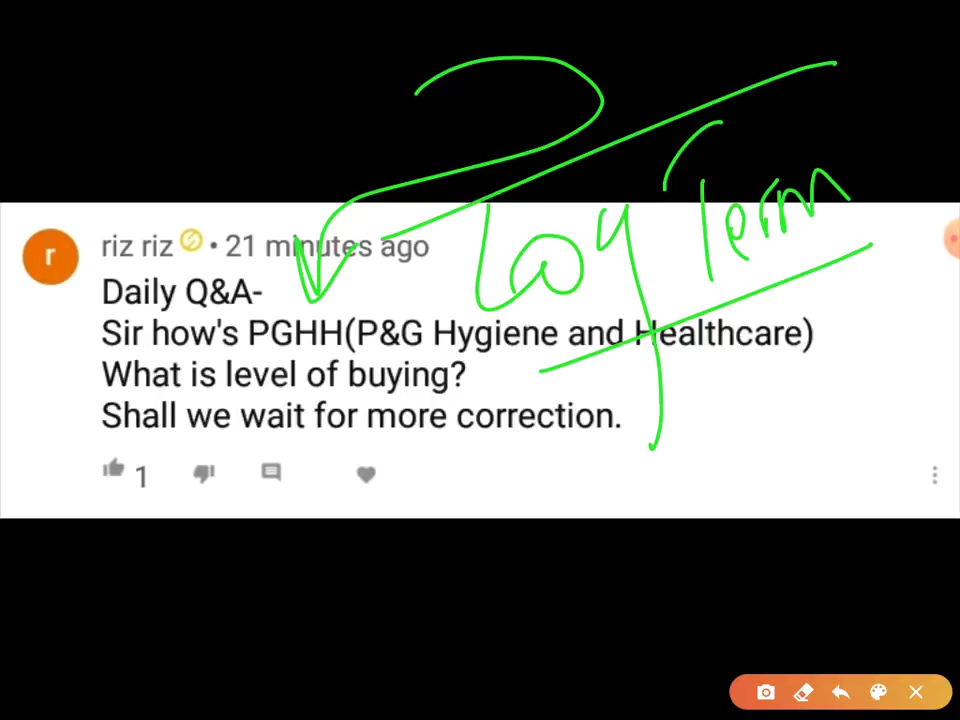 Long Term
r
riz riz • 21 minutes ago
Daily Q&A-
Sir how's PGHH(P&G Hygiene and Healthcare)
What is level of buying?
Shall we wait for more correction.
1